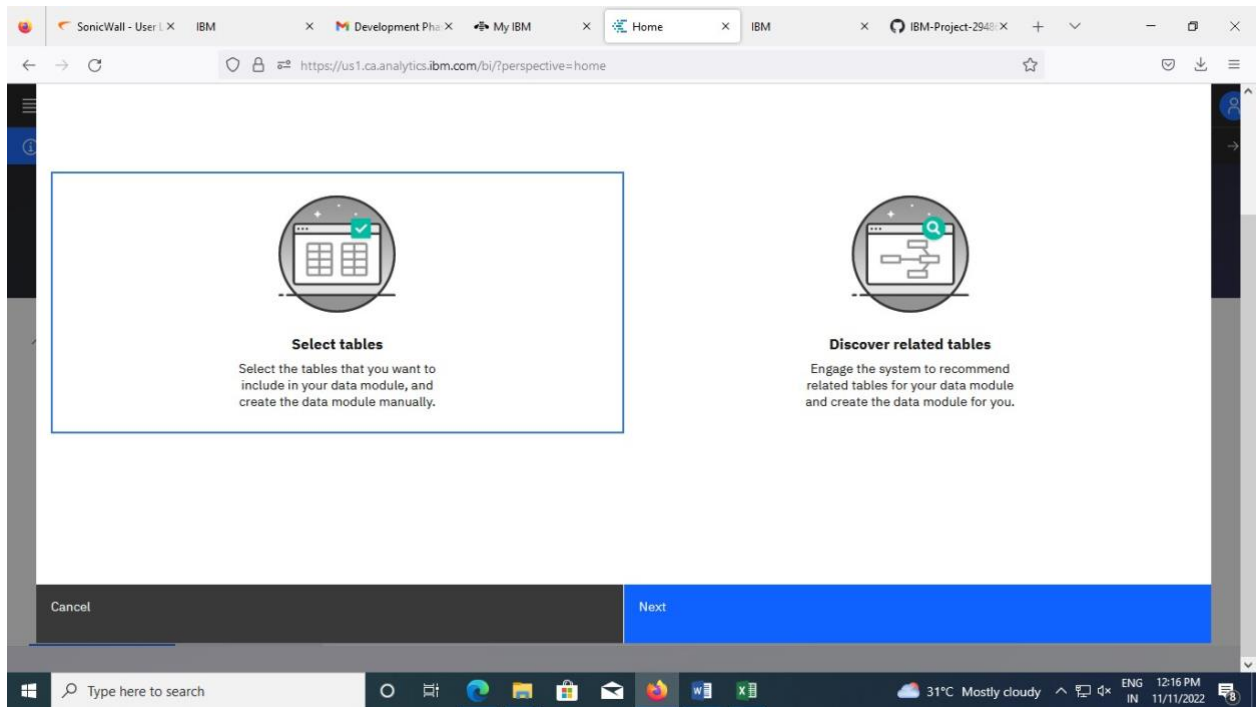 SonicWall - User L
IBM
Development Pha
My IBM
Home
IBM
IBM-Project-2948
https://us1.ca.analytics.ibm.com/bi/?perspective=home
Select tables
Select the tables that you want to
include in your data module, and
create the data module manually.
Discover related tables
Engage the system to recommend
related tables for your data module
and create the data module for you.
Cancel
Next
Type here to search
31°C Mostly cloudy
ENG
IN
12:16 PM
11/11/2022
8